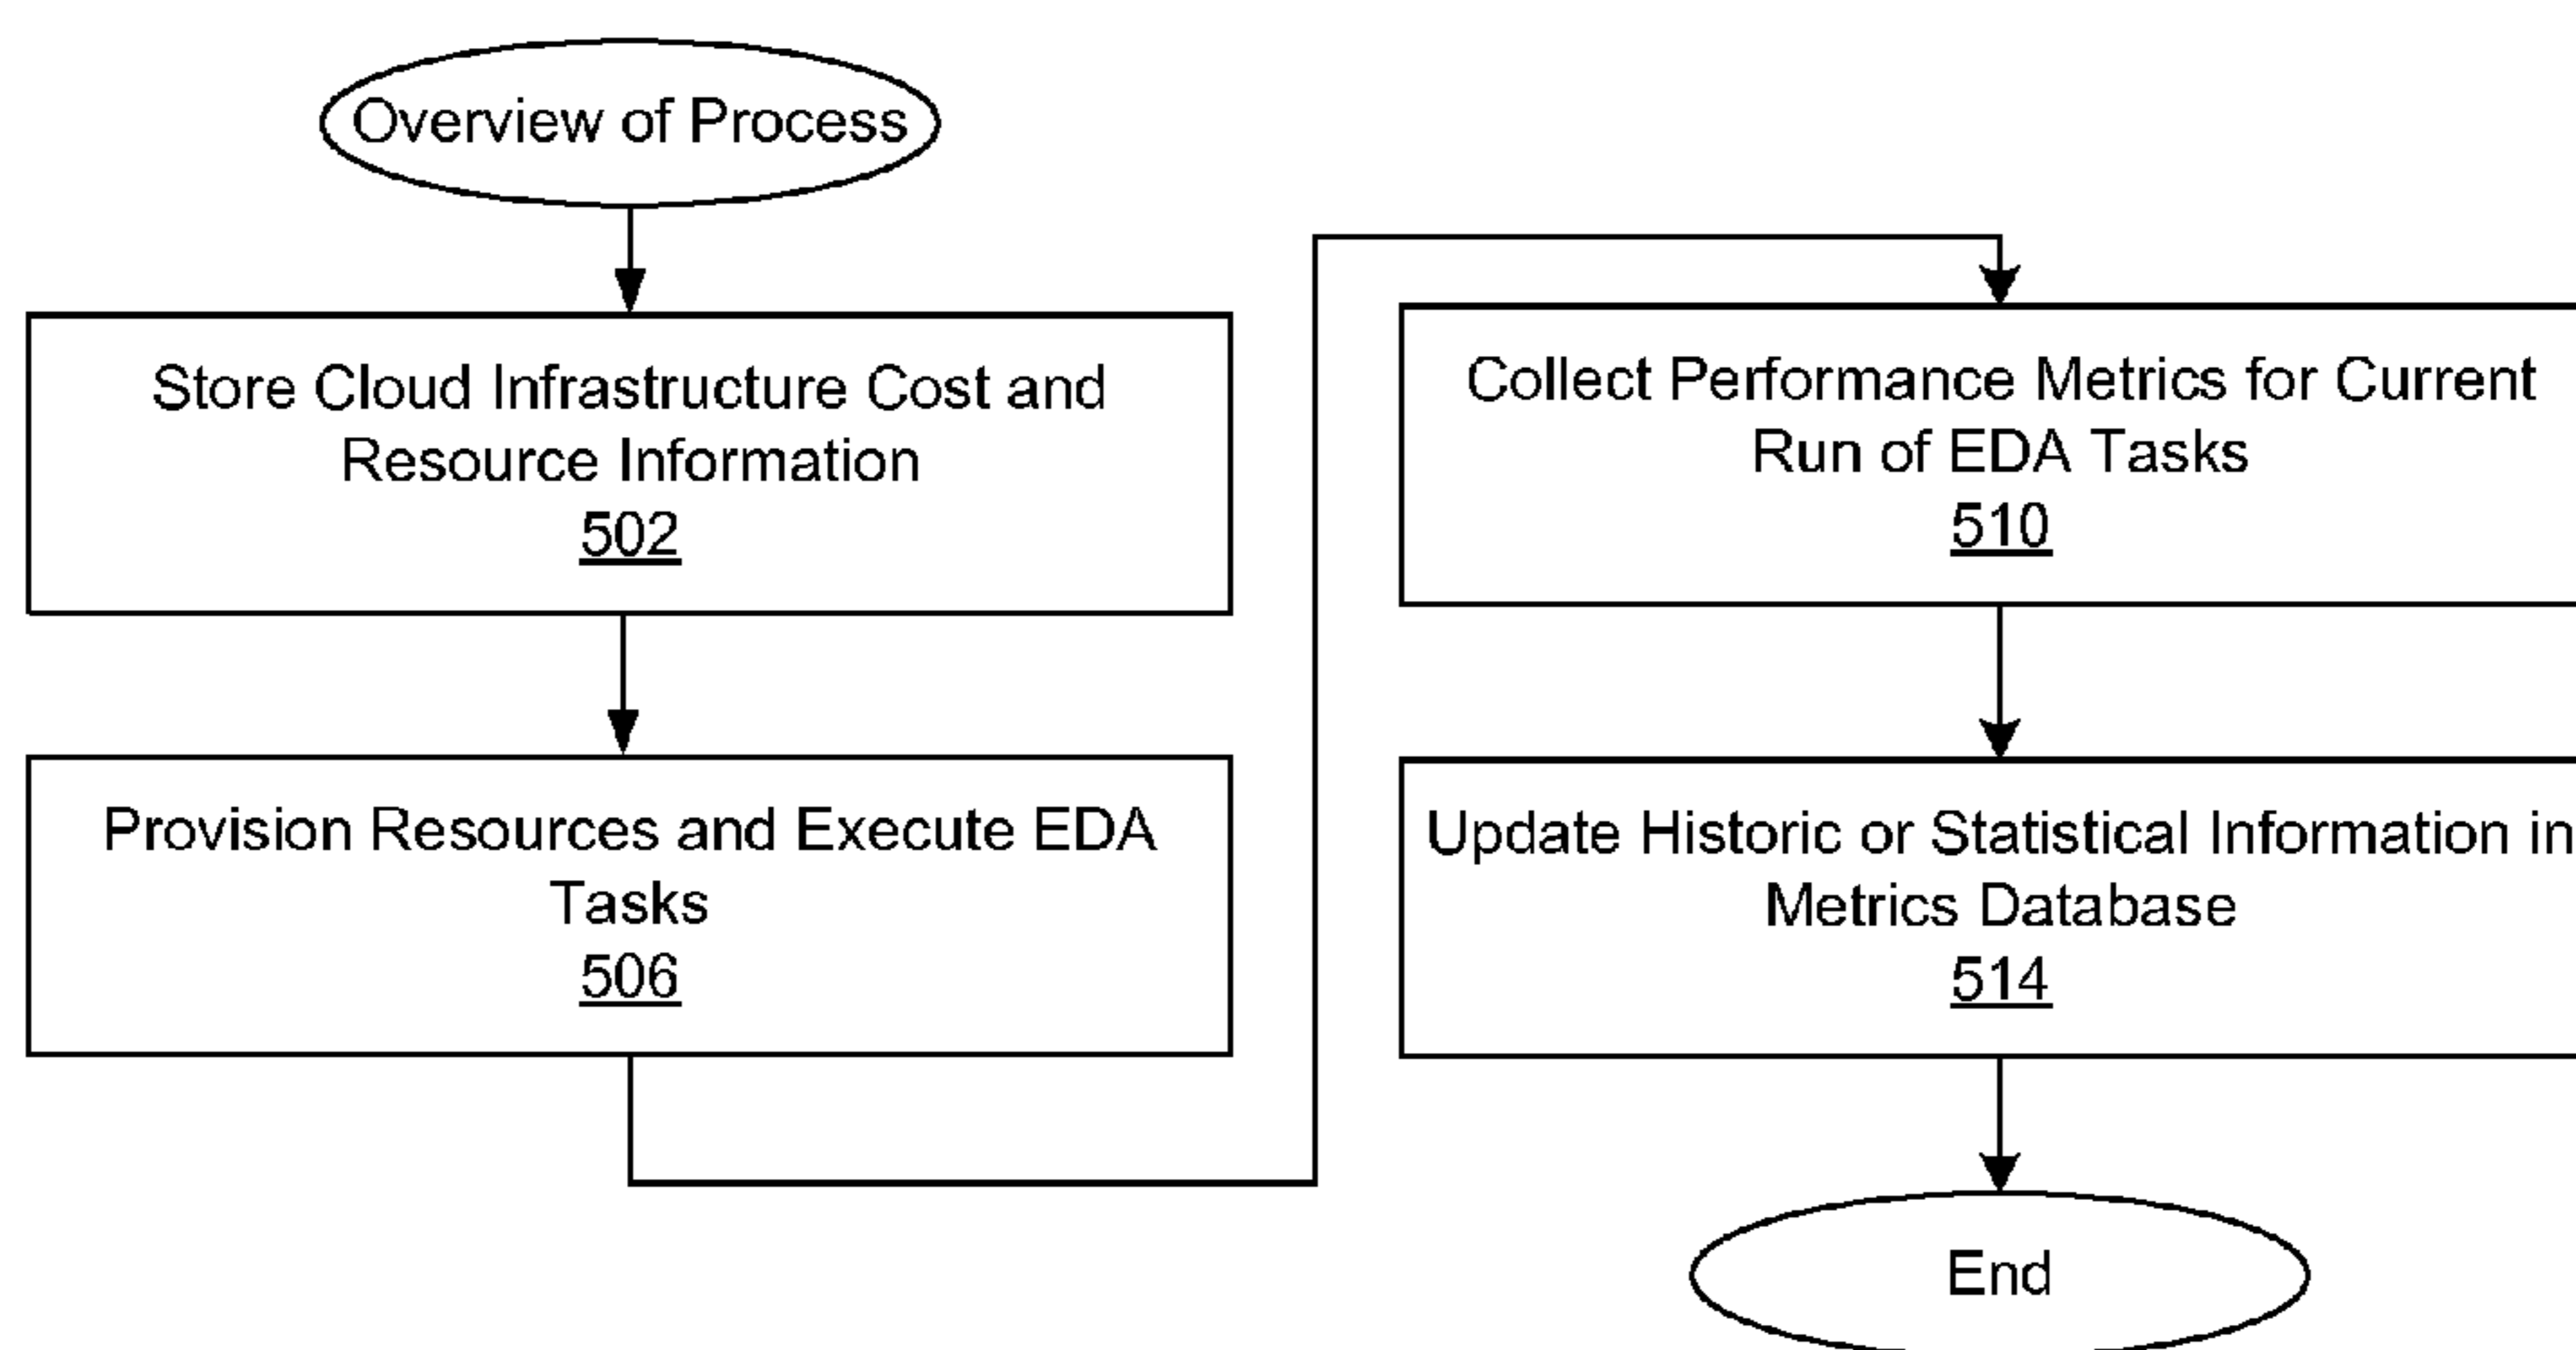 Overview of Process
Store Cloud Infrastructure Cost and
Resource Information
502
Provision Resources and Execute EDA
Tasks
506
Collect Performance Metrics for Current
Run of EDA Tasks
510
Update Historic or Statistical Information in
Metrics Database
514
End